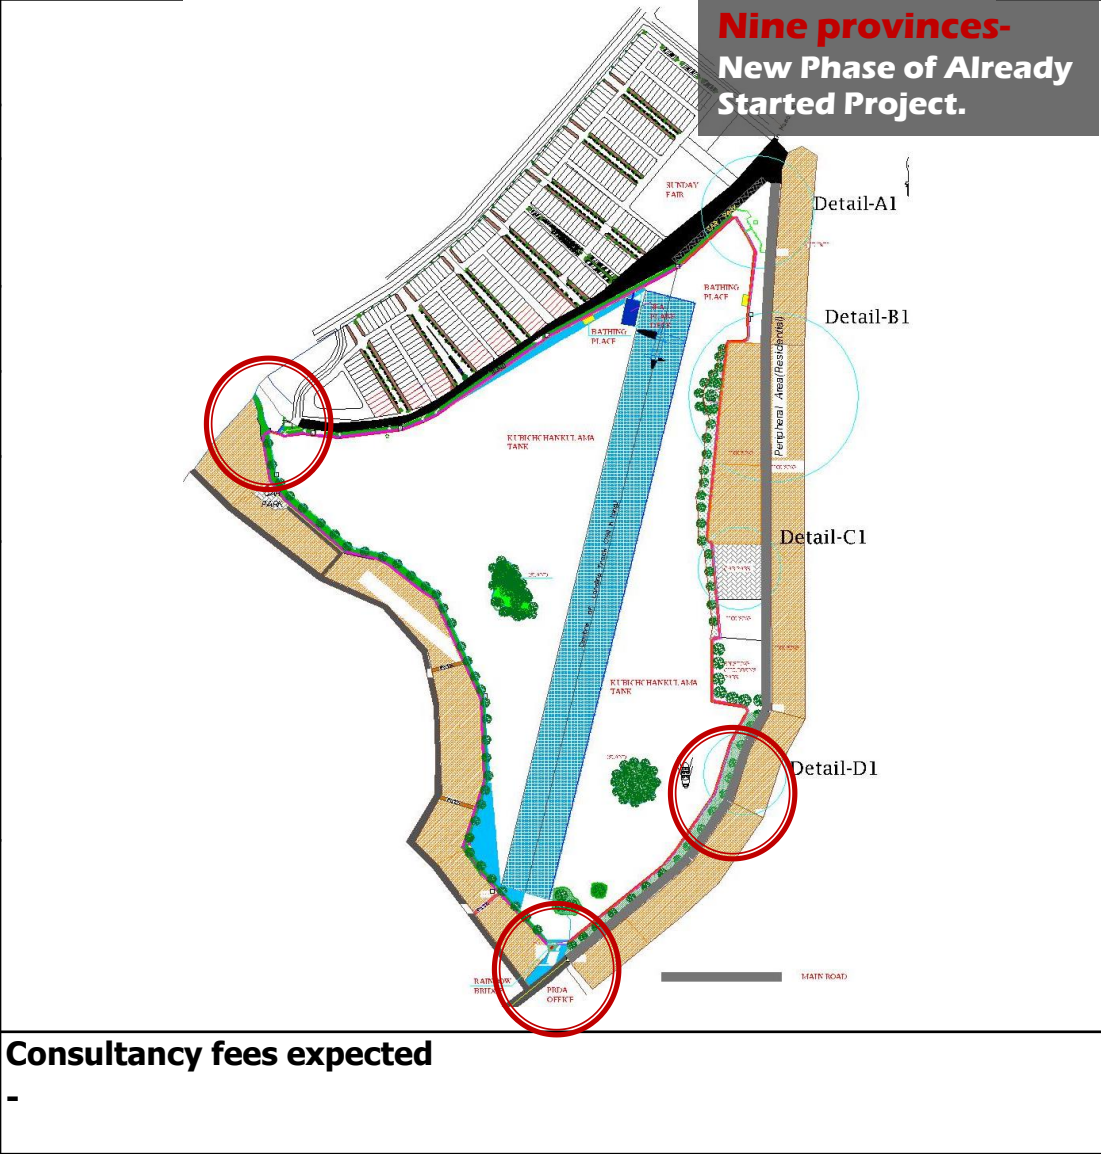 Nine provinces-
New Phase of Already
Started Project.
SUNDAY
FAIR
Detail-A1
BATHING
PLACE
Detail-B1
BATHING
PLACE
Peripheral Area(Residential)
KUBICHCHANKULAMA
TANK
PARK
Detail-C1
KUBICHCHANKULAMA
TANK
Detail-D1
RAINBOW
BRIDGE
PRDA
OFFICE
MAIN ROAD
Consultancy fees expected
-